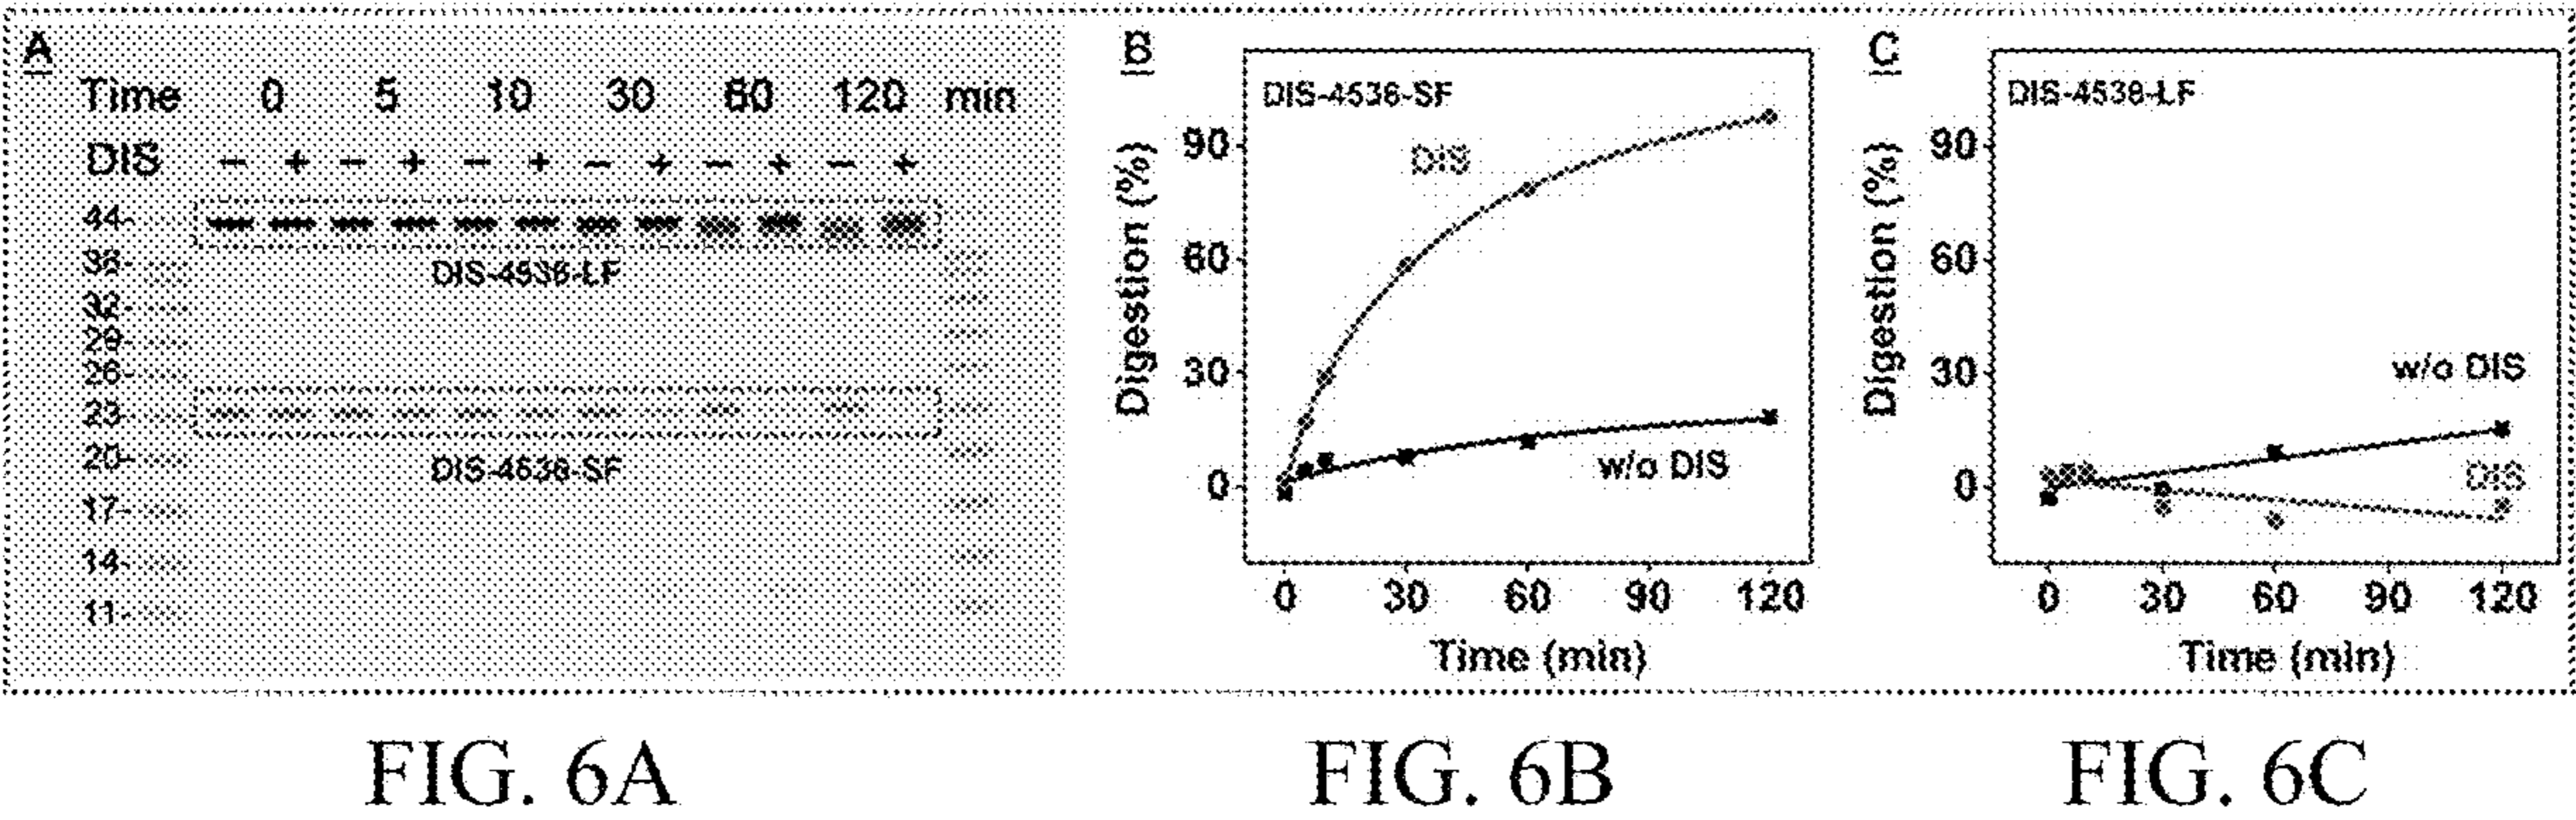 A
Time 0 5 10 30 60 120 min
DIS - + - + - + - + - + - +
44-
38-
DIS-4536-LF
32-
29-
26-
23-
20-
DIS-4536-SF
17-
14-
11-
B
DIS-4536-SF
DIS
w/o DIS
90
60
30
0
Digestion (%)
0 30 60 90 120
Time (min)
C
DIS-4536-LF
w/o DIS
DIS
90
60
30
0
Digestion (%)
0 30 60 90 120
Time (min)
FIG. 6A
FIG. 6B
FIG. 6C